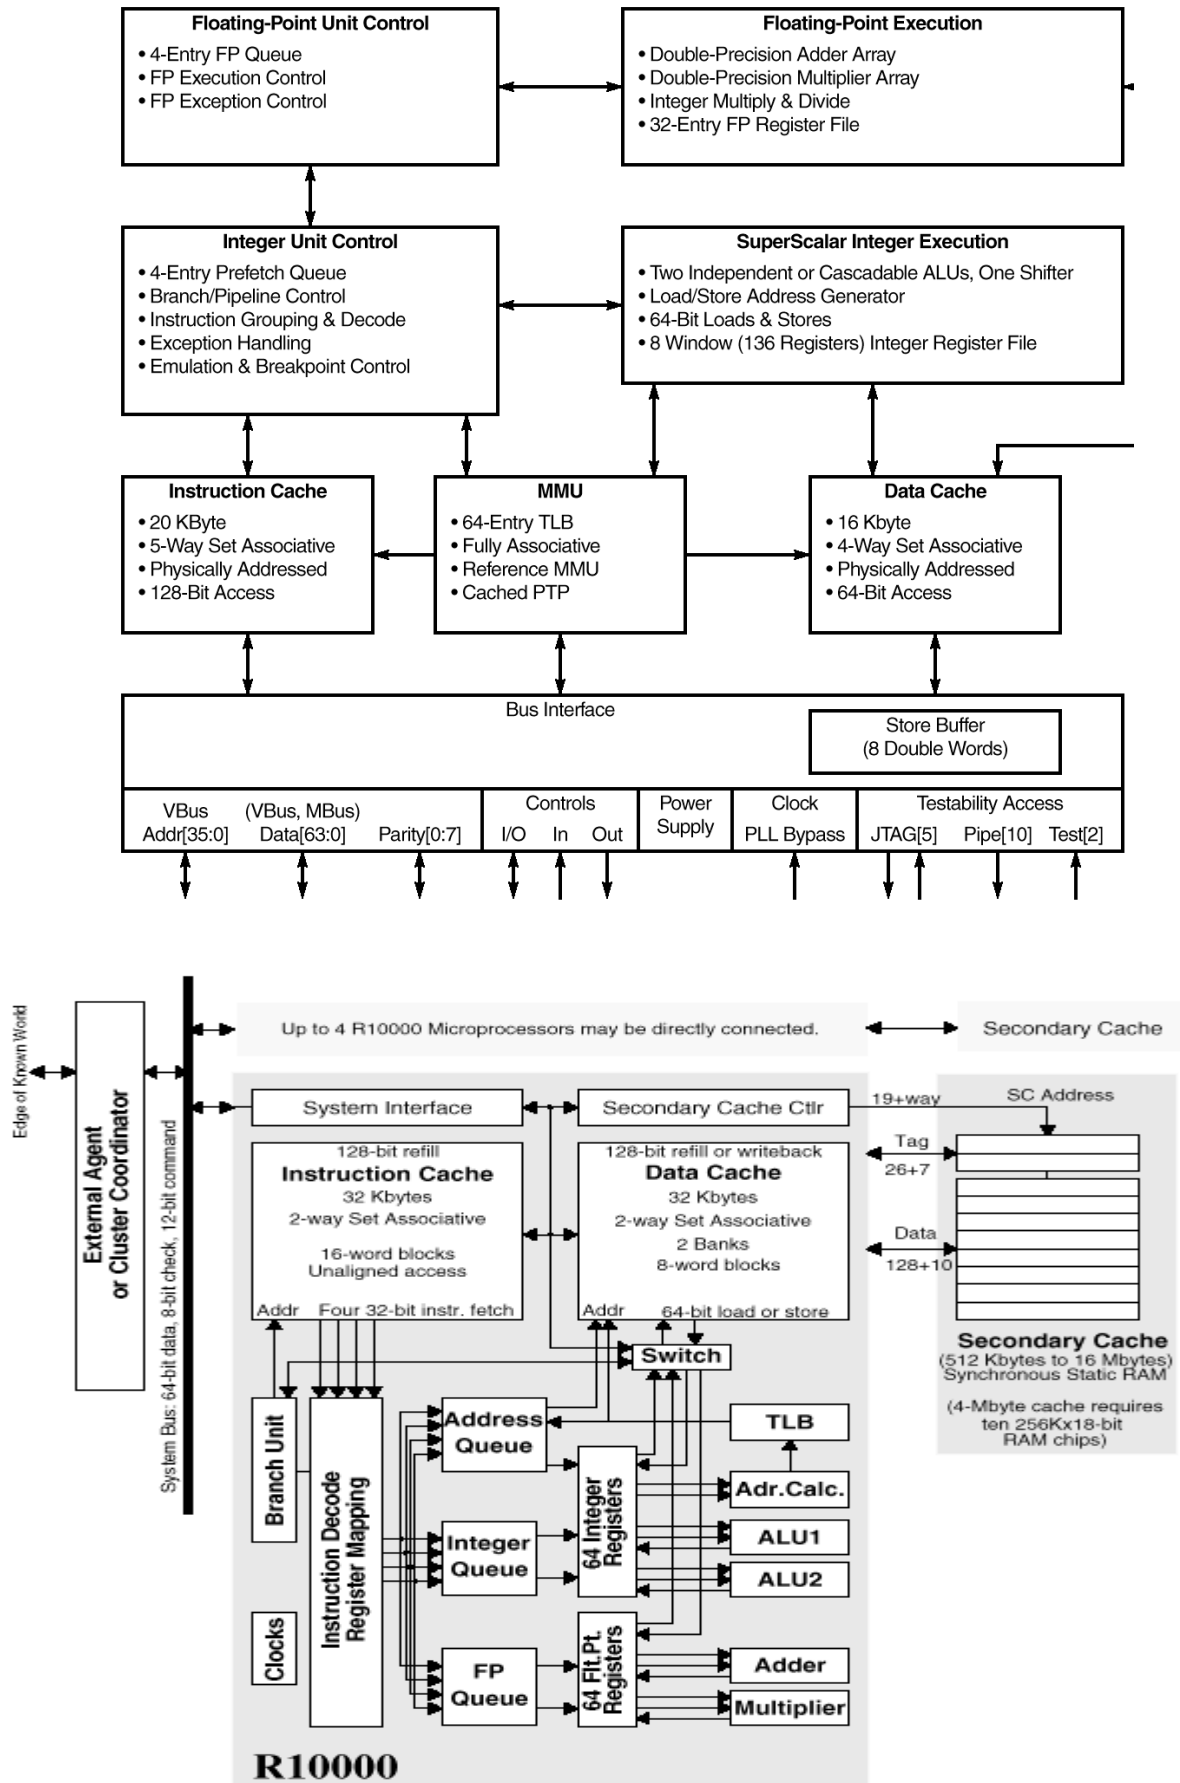 Floating-Point Unit Control
• 4-Entry FP Queue
• FP Execution Control
• FP Exception Control
Floating-Point Execution
• Double-Precision Adder Array
• Double-Precision Multiplier Array
• Integer Multiply & Divide
• 32-Entry FP Register File
Integer Unit Control
• 4-Entry Prefetch Queue
• Branch/Pipeline Control
• Instruction Grouping & Decode
• Exception Handling
• Emulation & Breakpoint Control
SuperScalar Integer Execution
• Two Independent or Cascadable ALUs, One Shifter
• Load/Store Address Generator
• 64-Bit Loads & Stores
• 8 Window (136 Registers) Integer Register File
Instruction Cache
• 20 KByte
• 5-Way Set Associative
• Physically Addressed
• 128-Bit Access
MMU
• 64-Entry TLB
• Fully Associative
• Reference MMU
• Cached PTP
Data Cache
• 16 Kbyte
• 4-Way Set Associative
• Physically Addressed
• 64-Bit Access
Bus Interface
Store Buffer
(8 Double Words)
VBus
Addr[35:0]
(VBus, MBus)
Data[63:0]
Parity[0:7]
Controls
I/O In Out
Power
Supply
Clock
PLL Bypass
Testability Access
JTAG[5] Pipe[10] Test[2]
Edge of Known World
External Agent
or Cluster Coordinator
System Bus: 64-bit data, 8-bit check, 12-bit command
Up to 4 R10000 Microprocessors may be directly connected.
Secondary Cache
System Interface
Secondary Cache Ctlr
19+way
SC Address
Tag
26+7
Data
128+10
128-bit refill
Instruction Cache
32 Kbytes
2-way Set Associative
16-word blocks
Unaligned access
Addr Four 32-bit instr. fetch
128-bit refill or writeback
Data Cache
32 Kbytes
2-way Set Associative
2 Banks
8-word blocks
Addr 64-bit load or store
Secondary Cache
(512 Kbytes to 16 Mbytes)
Synchronous Static RAM
(4-Mbyte cache requires
ten 256Kx18-bit
RAM chips)
Switch
Branch Unit
Clocks
Instruction Decode
Register Mapping
Address
Queue
Integer
Queue
FP
Queue
64 Integer
Registers
64 Flt.Pt.
Registers
TLB
Adr.Calc.
ALU1
ALU2
Adder
Multiplier
R10000